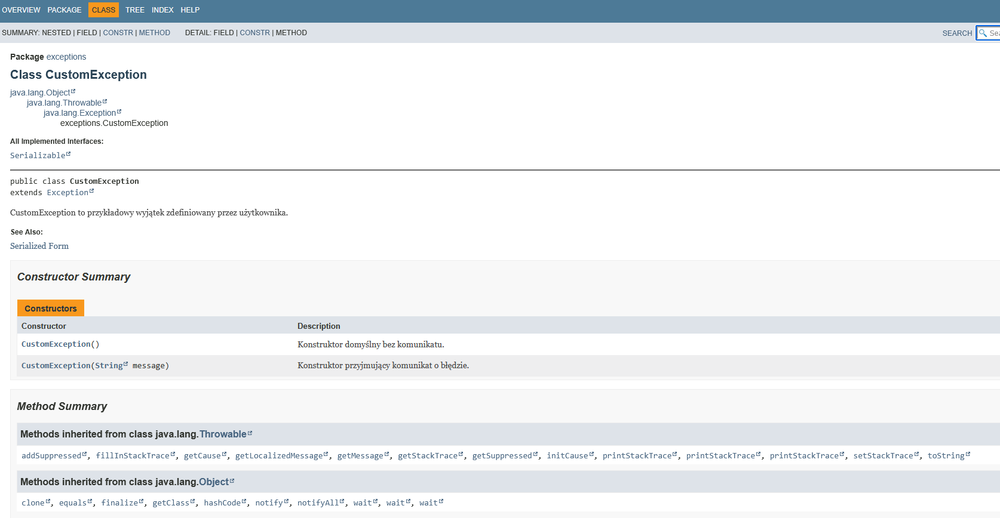 OVERVIEW PACKAGE CLASS TREE INDEX HELP
SUMMARY: NESTED | FIELD | CONSTR | METHOD DETAIL: FIELD | CONSTR | METHOD SEARCH
Package exceptions
Class CustomException
java.lang.Object
java.lang.Throwable
java.lang.Exception
exceptions.CustomException
All Implemented Interfaces:
Serializable
public class CustomException
extends Exception
CustomException to przykładowy wyjątek zdefiniowany przez użytkownika.
See Also:
Serialized Form
Constructor Summary
Constructors
Constructor Description
CustomException() Konstruktor domyślny bez komunikatu.
CustomException(String message) Konstruktor przyjmujący komunikat o błędzie.
Method Summary
Methods inherited from class java.lang.Throwable
addSuppressed, fillInStackTrace, getCause, getLocalizedMessage, getMessage, getStackTrace, getSuppressed, initCause, printStackTrace, printStackTrace, printStackTrace, setStackTrace, toString
Methods inherited from class java.lang.Object
clone, equals, finalize, getClass, hashCode, notify, notifyAll, wait, wait, wait